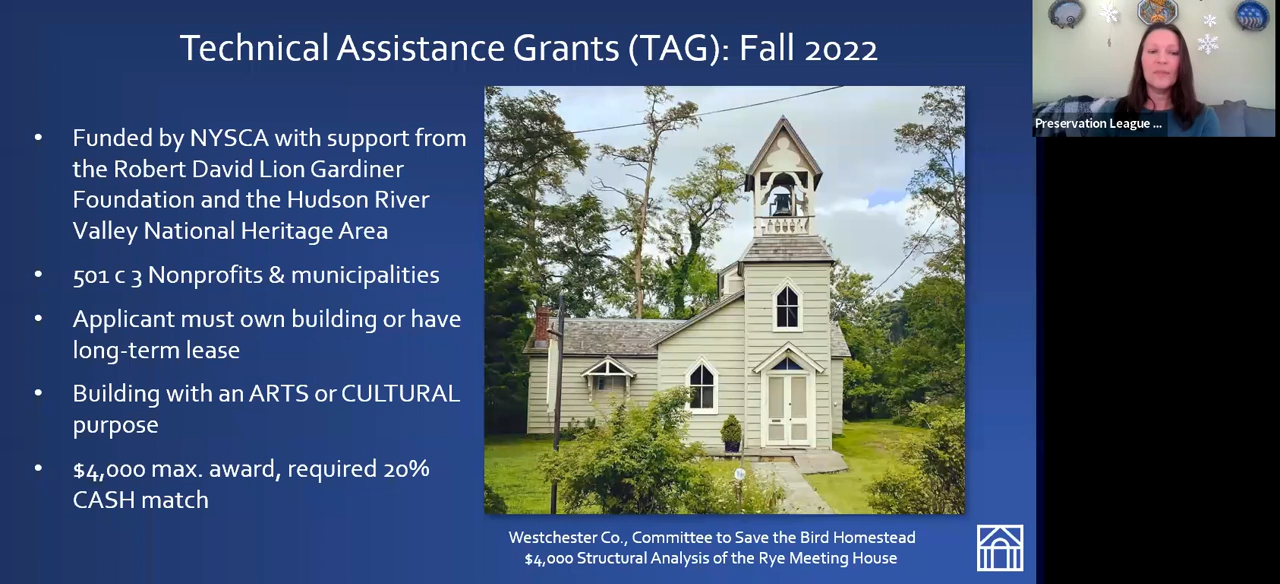 Technical Assistance Grants (TAG): Fall 2022
• Funded by NYSCA with support from
the Robert David Lion Gardiner
Foundation and the Hudson River
Valley National Heritage Area
• 501 c 3 Nonprofits & municipalities
• Applicant must own building or have
long-term lease
• Building with an ARTS or CULTURAL
purpose
• $4,000 max. award, required 20%
CASH match
Westchester Co., Committee to Save the Bird Homestead
$4,000 Structural Analysis of the Rye Meeting House
Preservation League ...